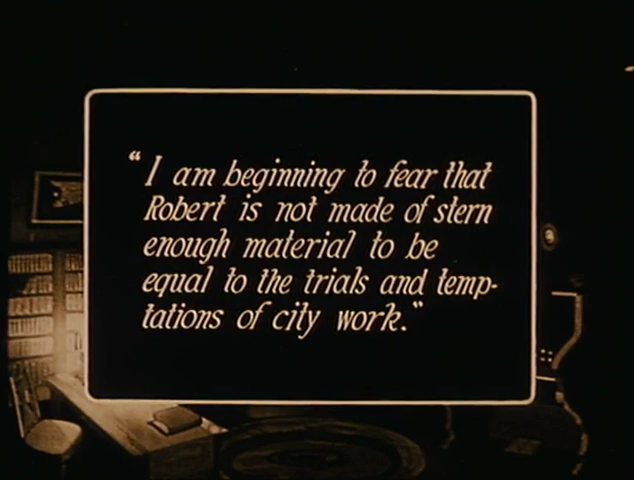 “I am beginning to fear that
Robert is not made of stern
enough material to be
equal to the trials and temp-
tations of city work.”